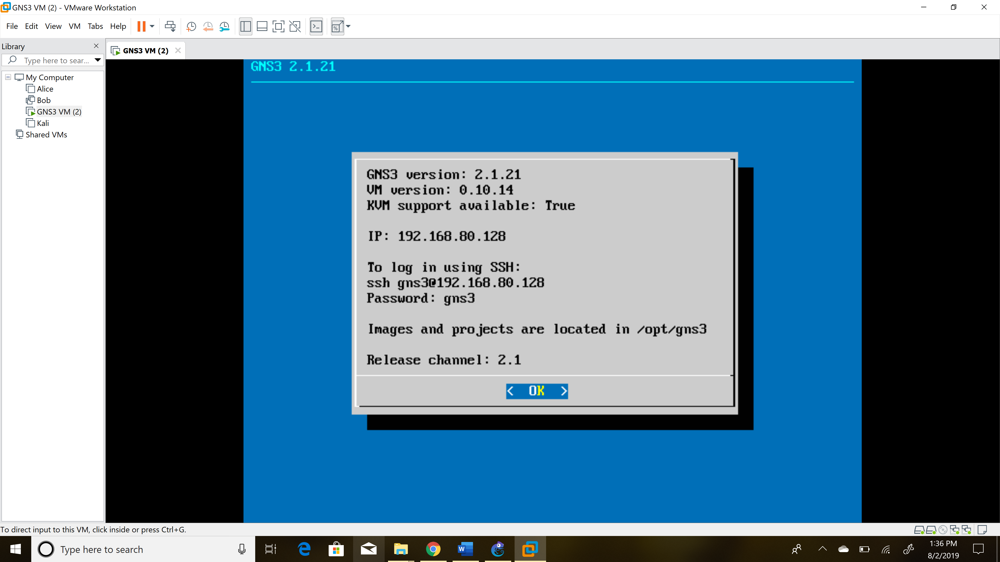 GNS3 VM (2) - VMware Workstation
File Edit View VM Tabs Help
Library
GNS3 VM (2)
Type here to sear...
My Computer
Alice
Bob
GNS3 VM (2)
Kali
Shared VMs
GNS3 2.1.21
GNS3 version: 2.1.21
VM version: 0.10.14
KVM support available: True
IP: 192.168.80.128
To log in using SSH:
ssh gns3@192.168.80.128
Password: gns3
Images and projects are located in /opt/gns3
Release channel: 2.1
< OK >
To direct input to this VM, click inside or press Ctrl+G.
Type here to search
W
1:36 PM
8/2/2019